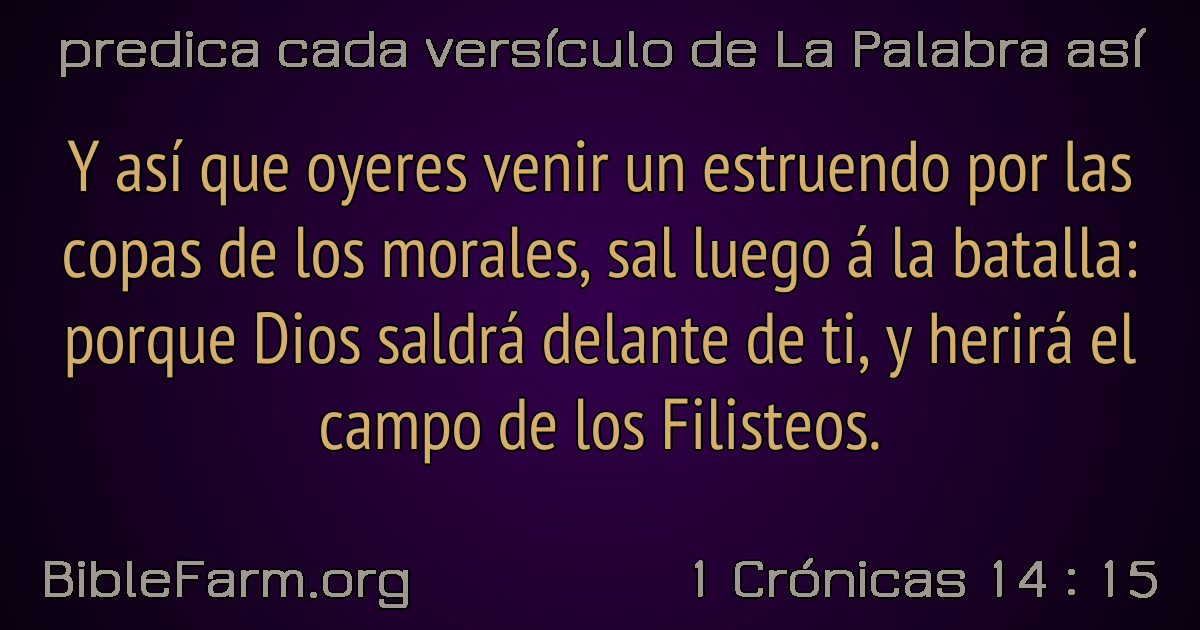 predica cada versículo de La Palabra así
Y así que oyeres venir un estruendo por las
copas de los morales, sal luego á la batalla:
porque Dios saldrá delante de ti, y herirá el
campo de los Filisteos.
BibleFarm.org
1 Crónicas 14 : 15